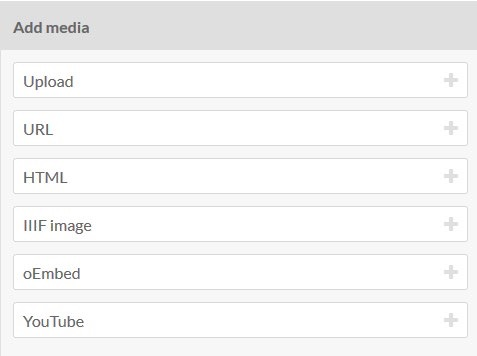 Add media
Upload
URL
HTML
IIIF image
oEmbed
YouTube